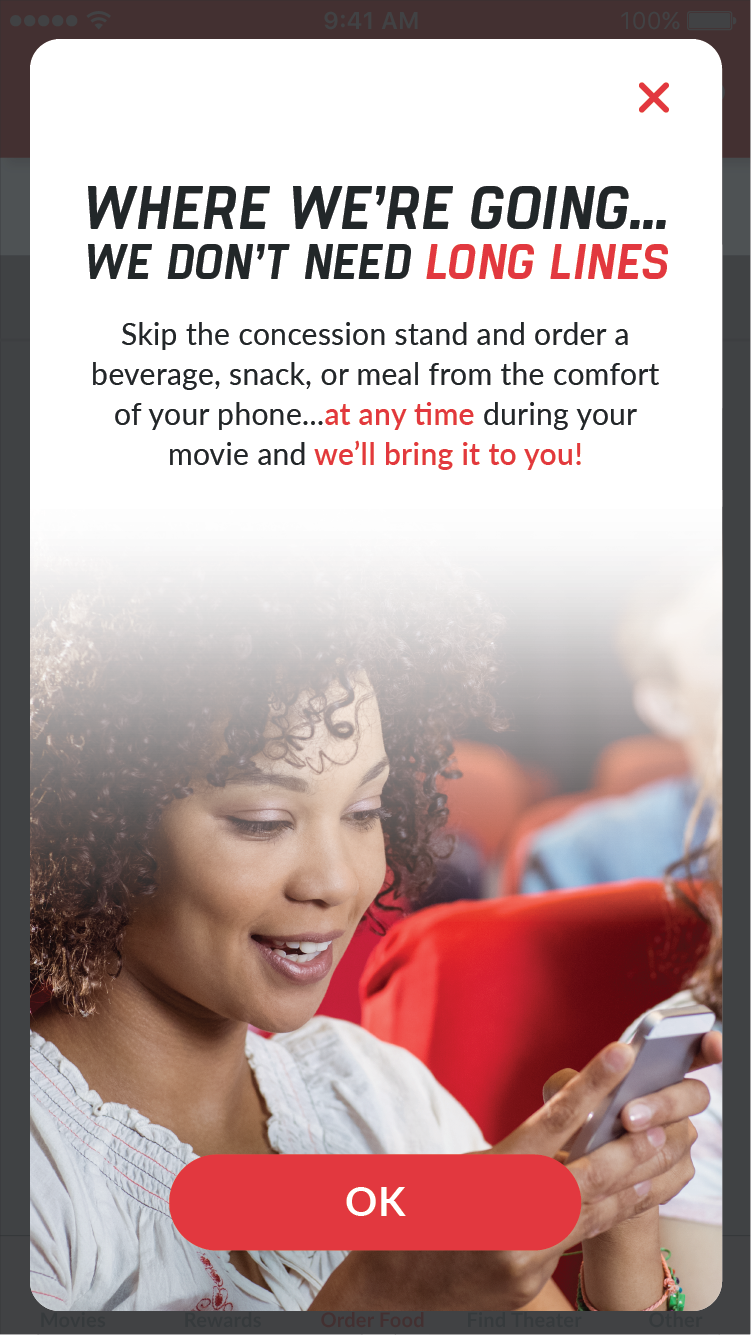 9:41 AM
100%
WHERE WE’RE GOING...
WE DON’T NEED LONG LINES
Skip the concession stand and order a
beverage, snack, or meal from the comfort
of your phone...at any time during your
movie and we’ll bring it to you!
OK
Movies Rewards Order Food Find Theater Other